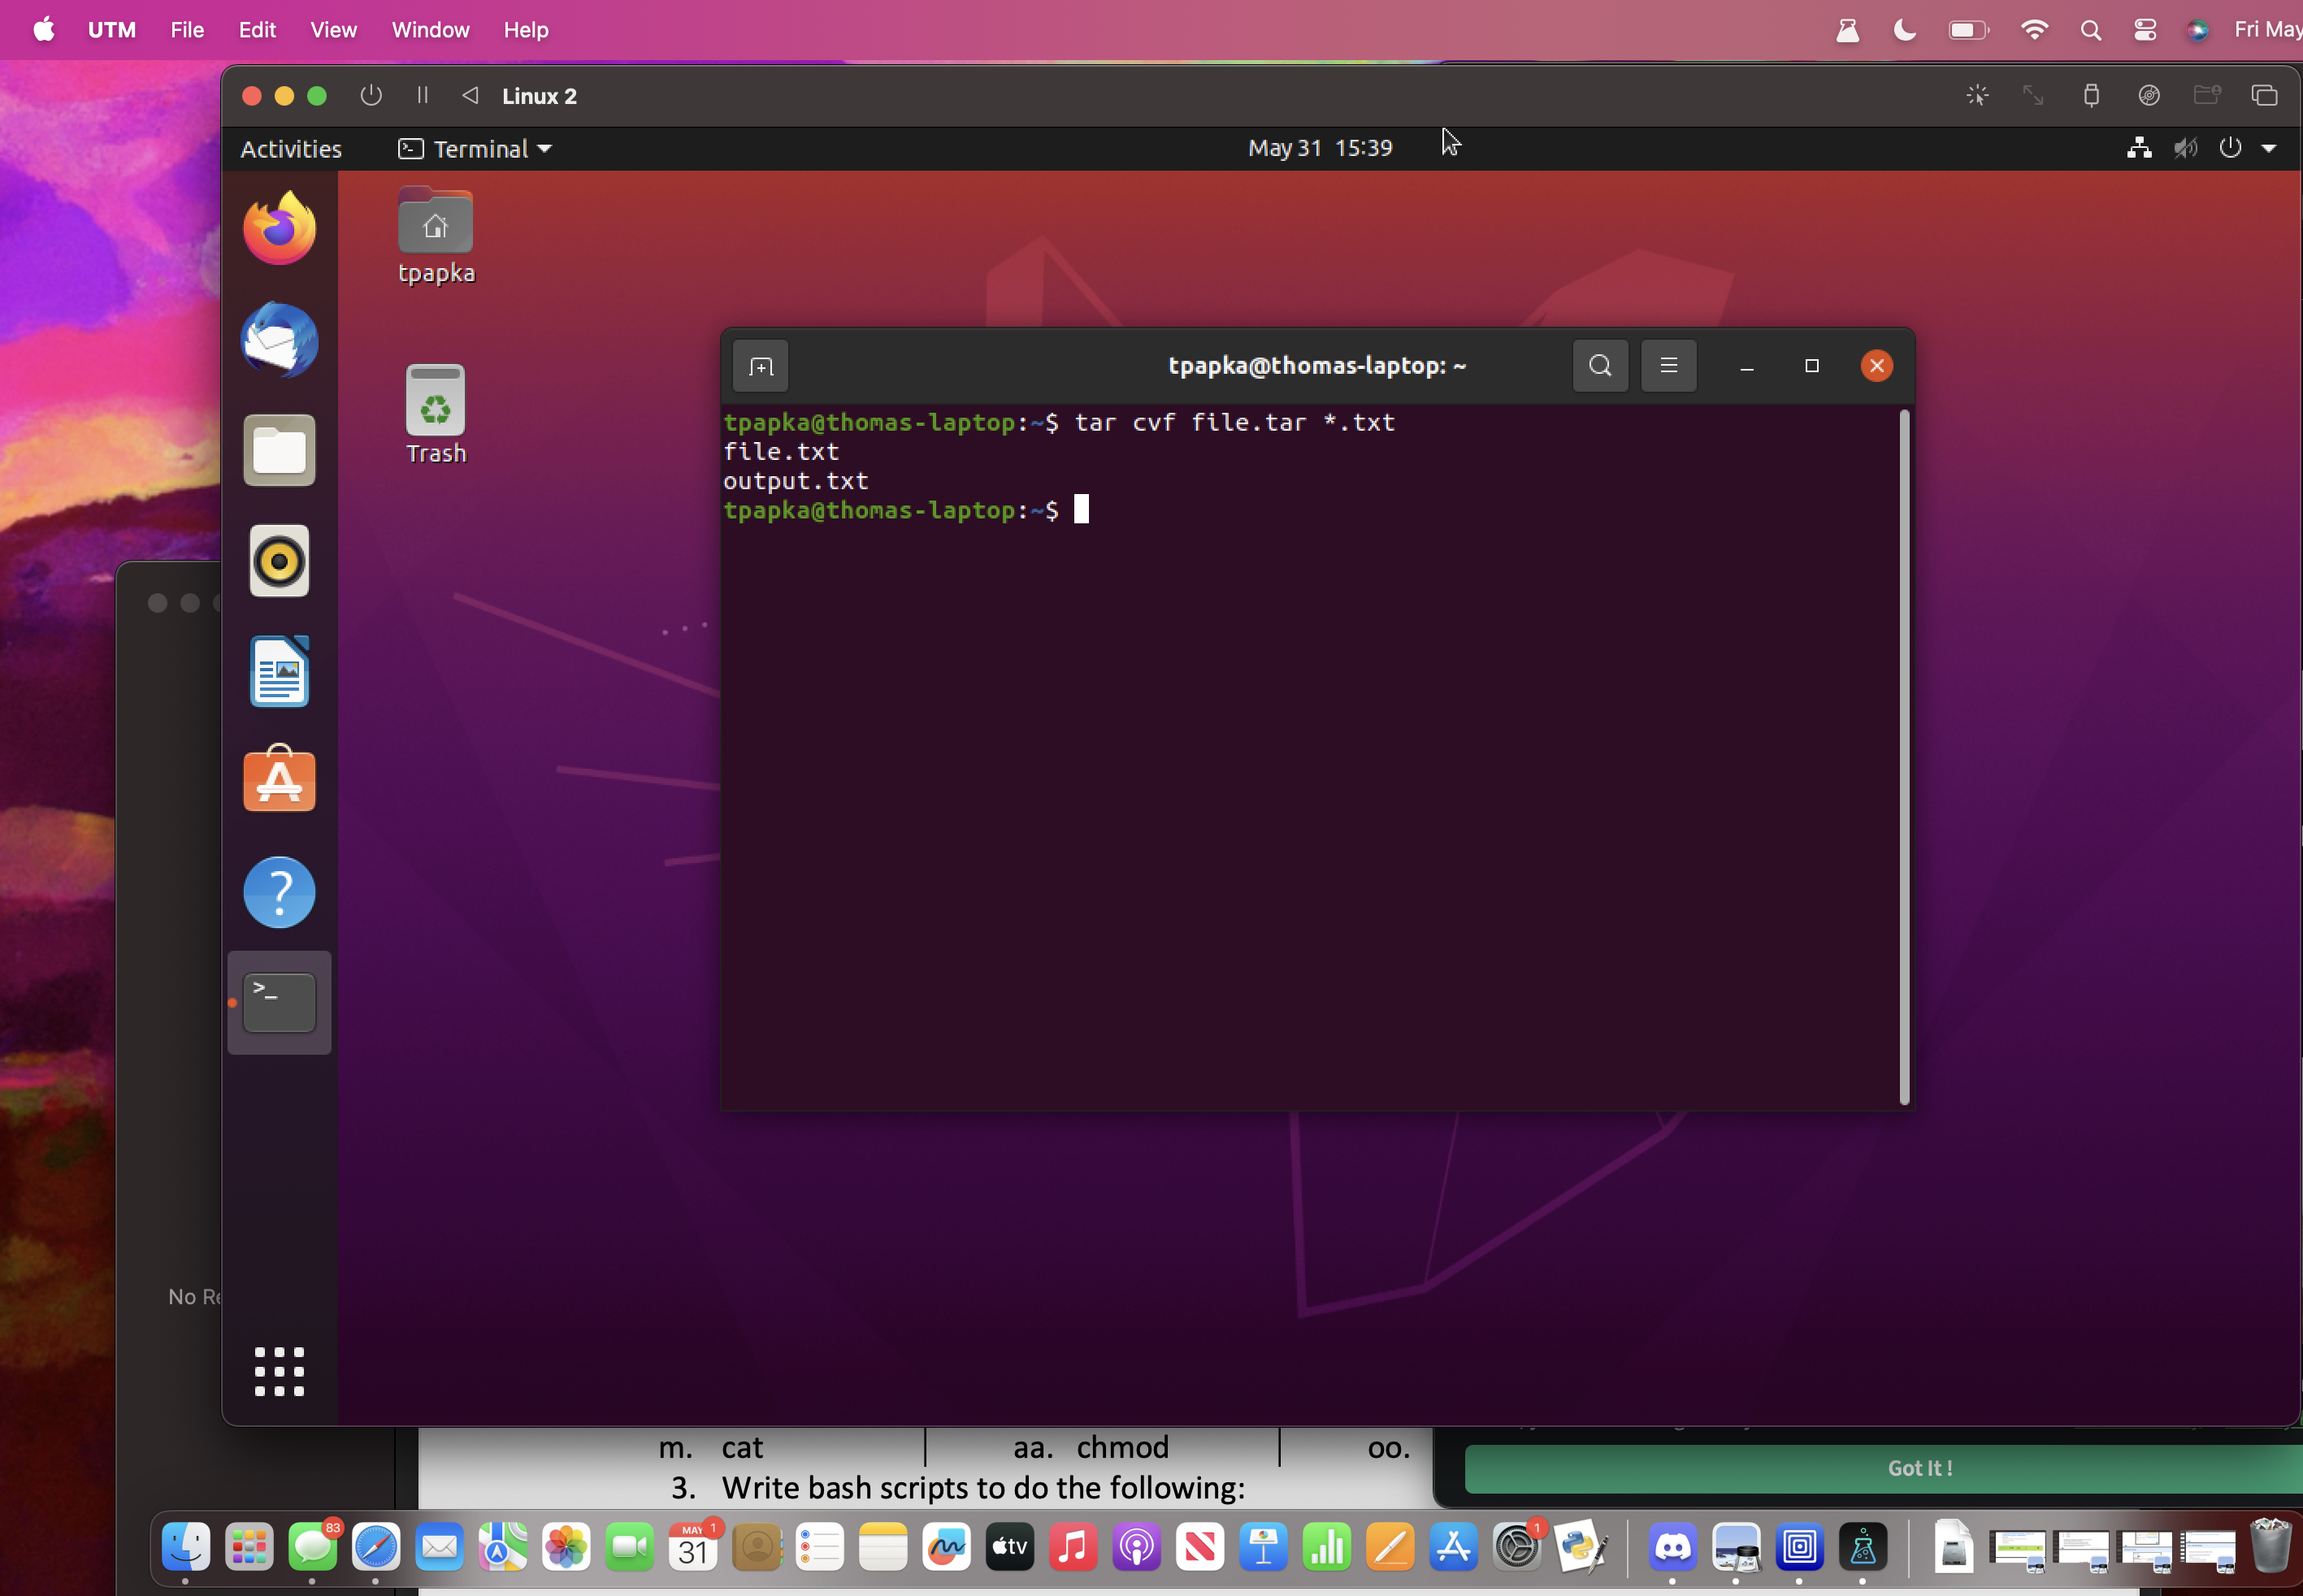 UTM File Edit View Window Help Fri May
Linux 2
Activities Terminal May 31 15:39
tpapka
Trash
tpapka@thomas-laptop: ~
tpapka@thomas-laptop:~$ tar cvf file.tar *.txt
file.txt
output.txt
tpapka@thomas-laptop:~$
No Re
m. cat aa. chmod oo.
3. Write bash scripts to do the following:
Got It !
83
MAY 1
31
tv
1